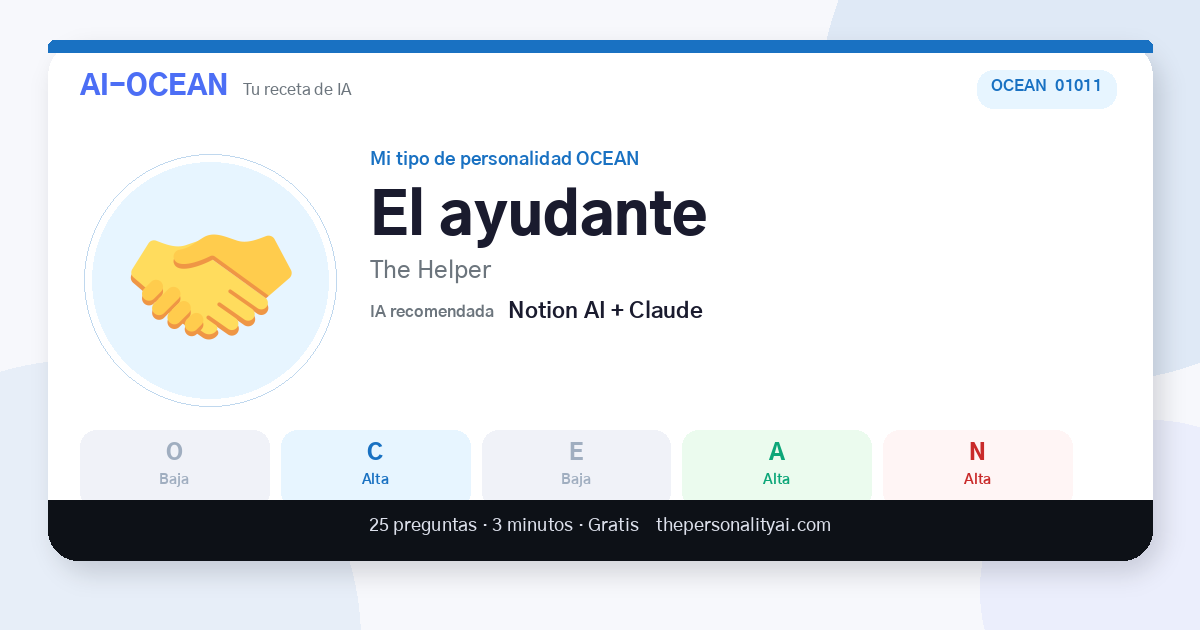 AI-OCEAN Tu receta de IA
OCEAN 01011
Mi tipo de personalidad OCEAN
El ayudante
The Helper
IA recomendada Notion AI + Claude
O C E A N
Baja Alta Baja Alta Alta
25 preguntas · 3 minutos · Gratis thepersonalityai.com